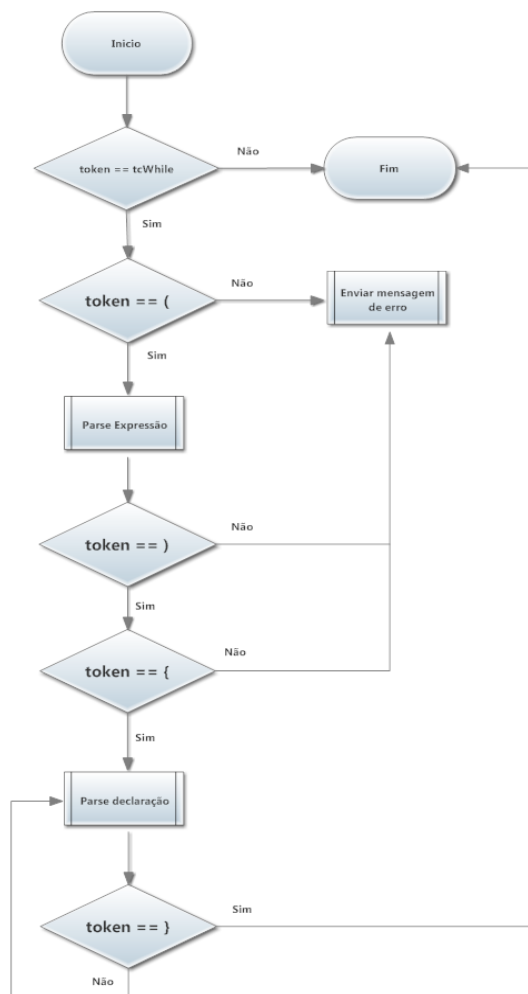 Inicio
token == tcWhile
Não
Fim
Sim
token == (
Não
Enviar mensagem
de erro
Sim
Parse Expressão
token == )
Não
Sim
token == {
Não
Sim
Parse declaração
token == }
Sim
Não